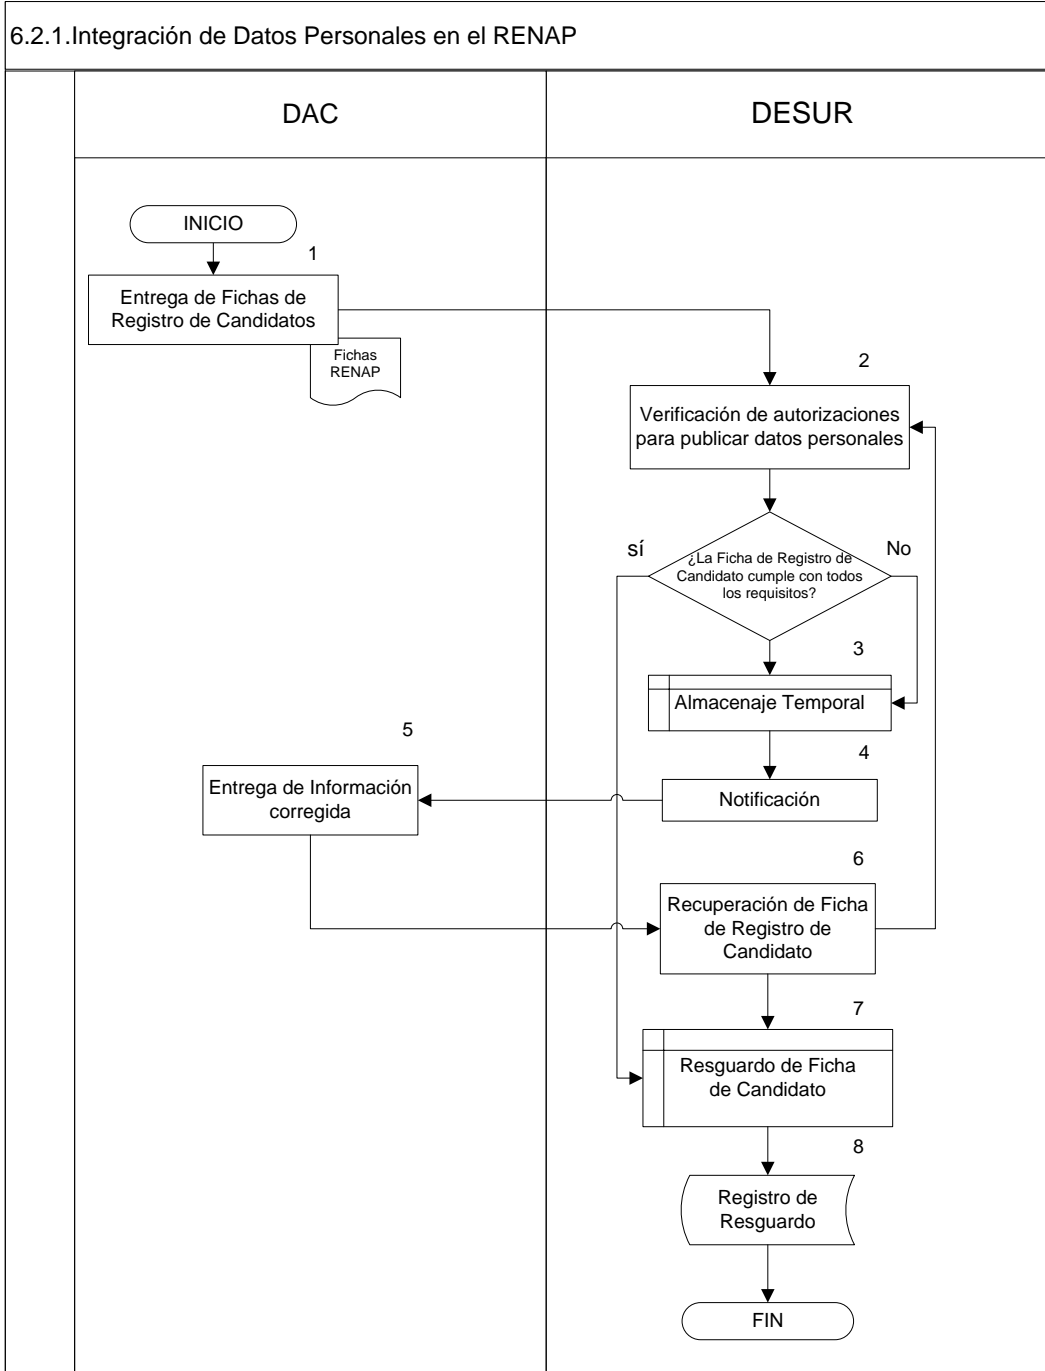 6.2.1.Integración de Datos Personales en el RENAP
DAC
DESUR
INICIO
1
Entrega de Fichas de
Registro de Candidatos
Fichas
RENAP
2
Verificación de autorizaciones
para publicar datos personales
sí
¿La Ficha de Registro de
Candidato cumple con todos
los requisitos?
No
3
Almacenaje Temporal
4
Notificación
5
Entrega de Información
corregida
6
Recuperación de Ficha
de Registro de
Candidato
7
Resguardo de Ficha
de Candidato
8
Registro de
Resguardo
FIN